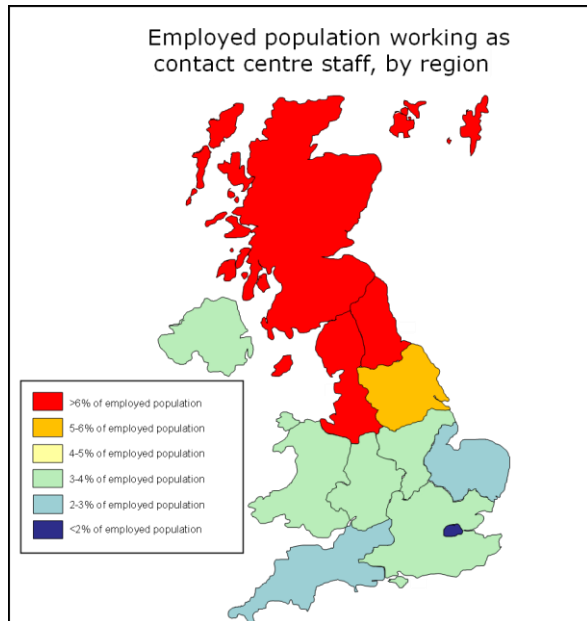 Employed population working as
contact centre staff, by region
>6% of employed population
5-6% of employed population
4-5% of employed population
3-4% of employed population
2-3% of employed population
<2% of employed population